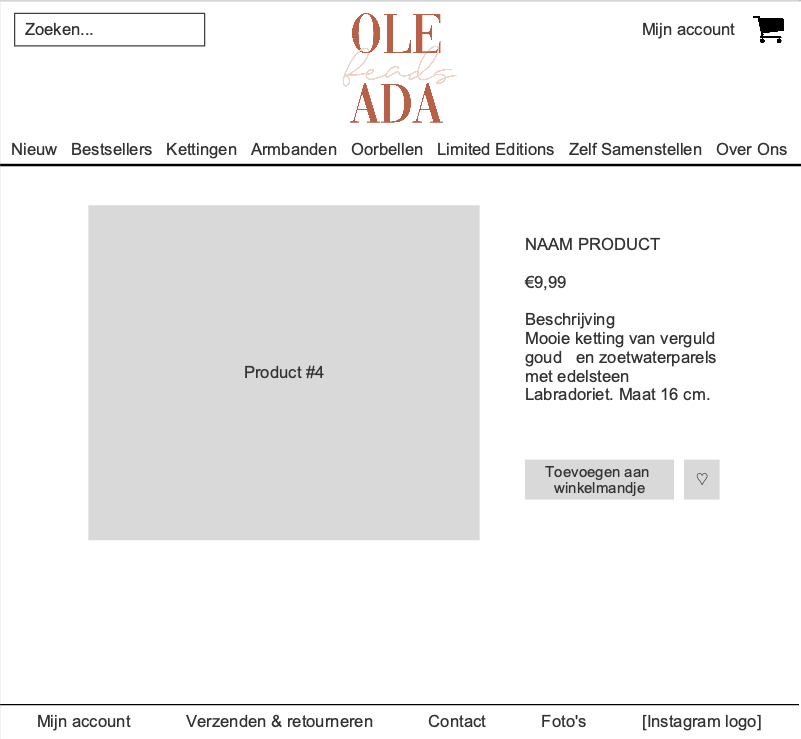 Zoeken...
OLE
beads
ADA
Mijn account
Nieuw Bestsellers Kettingen Armbanden Oorbellen Limited Editions Zelf Samenstellen Over Ons
Product #4
NAAM PRODUCT
€9,99
Beschrijving
Mooie ketting van verguld
goud en zoetwaterparels
met edelsteen
Labradoriet. Maat 16 cm.
Toevoegen aan
winkelmandje
♡
Mijn account Verzenden & retourneren Contact Foto's [Instagram logo]